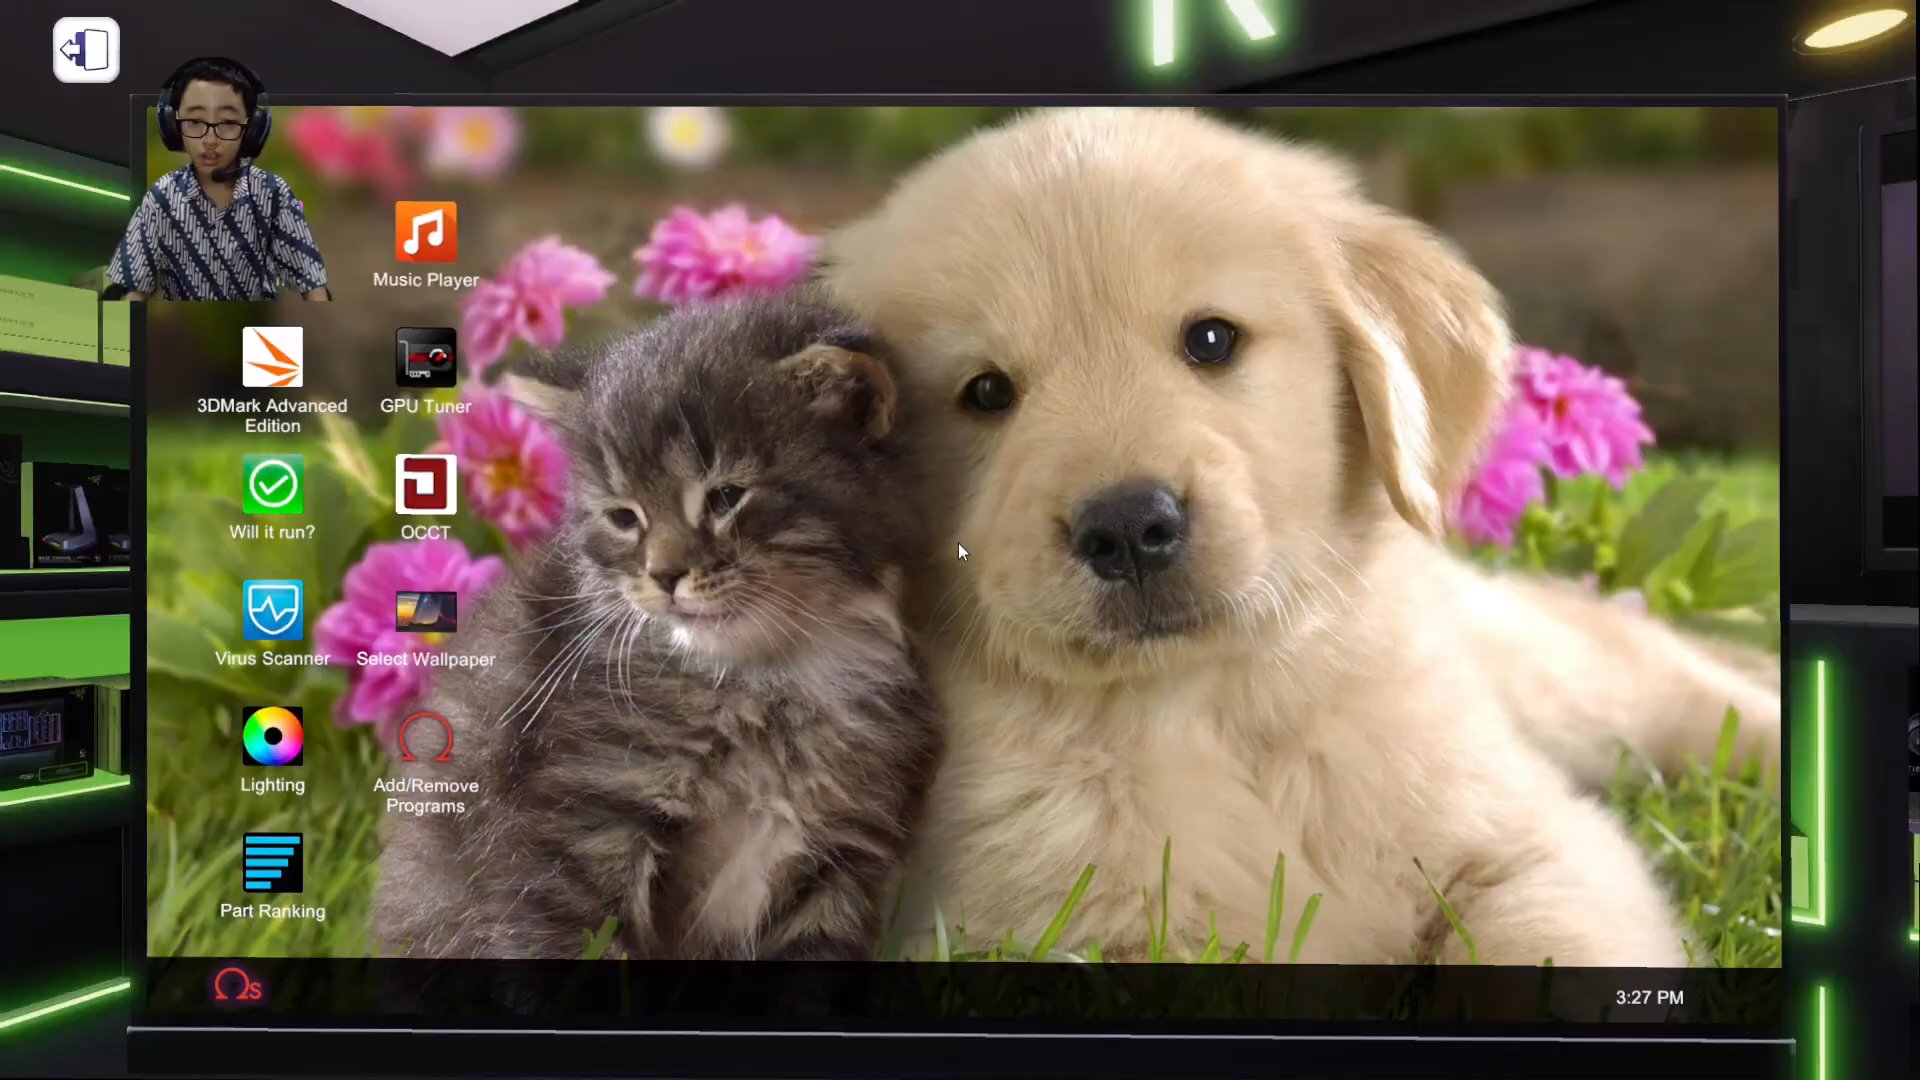 Music Player
3DMark Advanced
Edition
GPU Tuner
Will it run?
OCCT
Virus Scanner
Select Wallpaper
Lighting
Add/Remove
Programs
Part Ranking
Ωs
3:27 PM